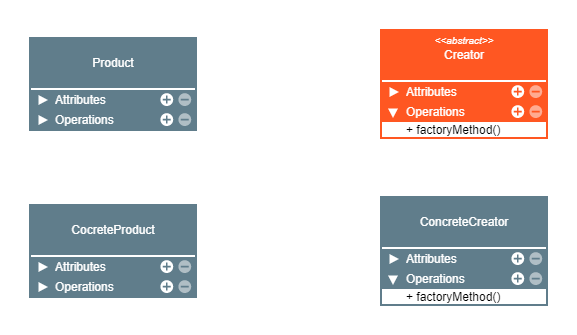 Product
Attributes
Operations
<<abstract>>
Creator
Attributes
Operations
+ factoryMethod()
CocreteProduct
Attributes
Operations
ConcreteCreator
Attributes
Operations
+ factoryMethod()